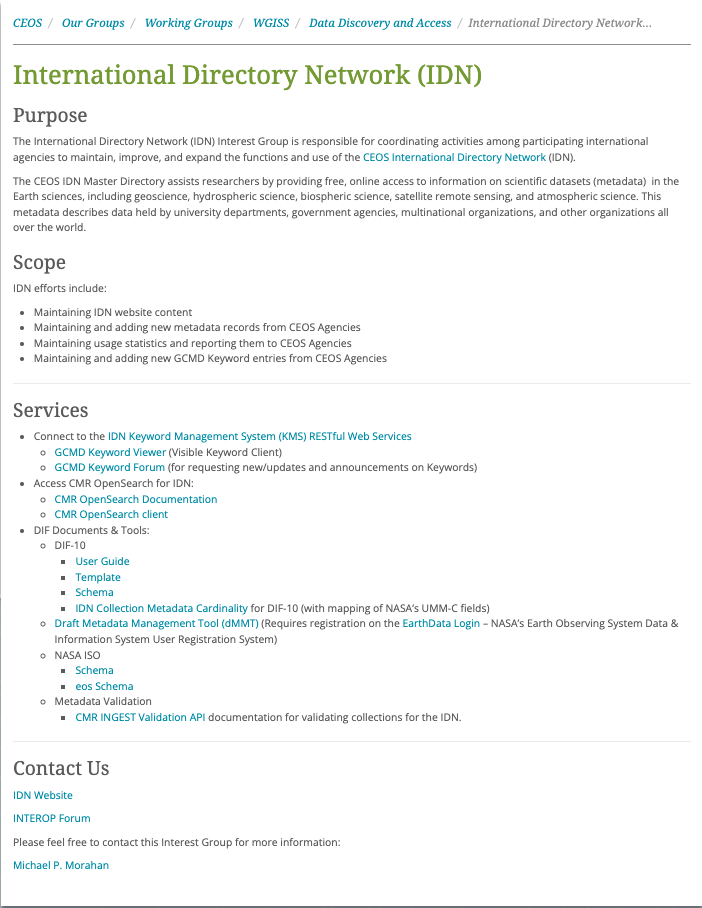 CEOS / Our Groups / Working Groups / WGISS / Data Discovery and Access / International Directory Network...
International Directory Network (IDN)
Purpose
The International Directory Network (IDN) Interest Group is responsible for coordinating activities among participating international
agencies to maintain, improve, and expand the functions and use of the CEOS International Directory Network (IDN).
The CEOS IDN Master Directory assists researchers by providing free, online access to information on scientific datasets (metadata) in the
Earth sciences, including geoscience, hydrospheric science, biospheric science, satellite remote sensing, and atmospheric science. This
metadata describes data held by university departments, government agencies, multinational organizations, and other organizations all
over the world.
Scope
IDN efforts include:
• Maintaining IDN website content
• Maintaining and adding new metadata records from CEOS Agencies
• Maintaining usage statistics and reporting them to CEOS Agencies
• Maintaining and adding new GCMD Keyword entries from CEOS Agencies
Services
• Connect to the IDN Keyword Management System (KMS) RESTful Web Services
○ GCMD Keyword Viewer (Visible Keyword Client)
○ GCMD Keyword Forum (for requesting new/updates and announcements on Keywords)
• Access CMR OpenSearch for IDN:
○ CMR OpenSearch Documentation
○ CMR OpenSearch client
• DIF Documents & Tools:
○ DIF-10
▪ User Guide
▪ Template
▪ Schema
▪ IDN Collection Metadata Cardinality for DIF-10 (with mapping of NASA's UMM-C fields)
○ Draft Metadata Management Tool (dMMT) (Requires registration on the EarthData Login – NASA's Earth Observing System Data &
Information System User Registration System)
○ NASA ISO
▪ Schema
▪ eos Schema
○ Metadata Validation
▪ CMR INGEST Validation API documentation for validating collections for the IDN.
Contact Us
IDN Website
INTEROP Forum
Please feel free to contact this Interest Group for more information:
Michael P. Morahan